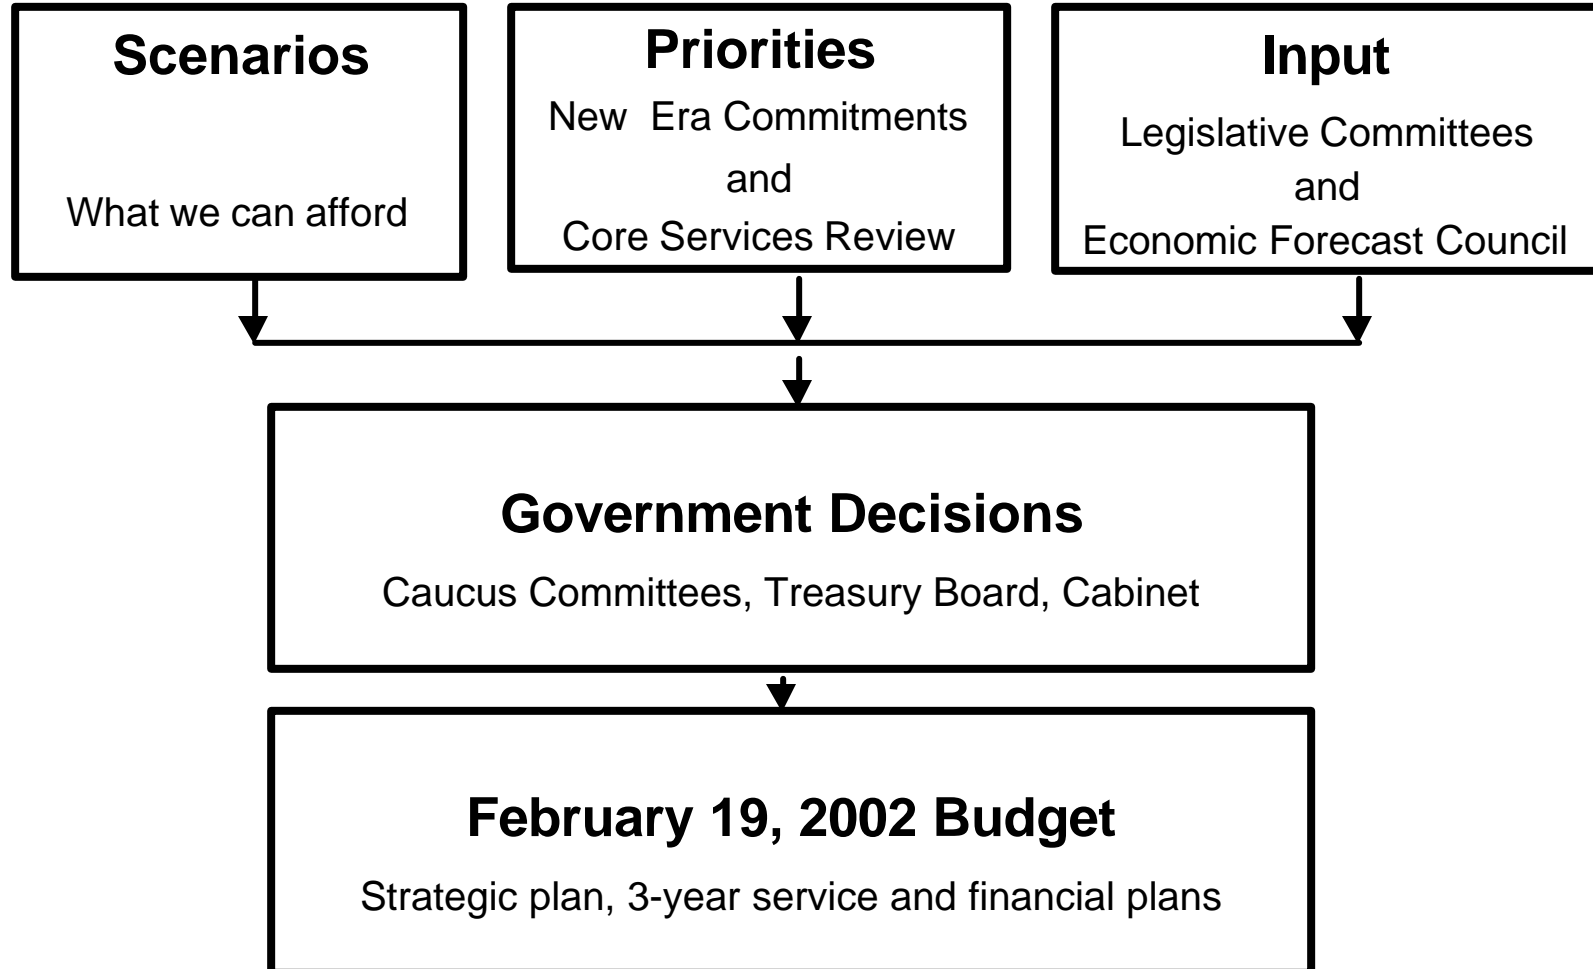 Scenarios
What we can afford
Priorities
New Era Commitments
and
Core Services Review
Input
Legislative Committees
and
Economic Forecast Council
Government Decisions
Caucus Committees, Treasury Board, Cabinet
February 19, 2002 Budget
Strategic plan, 3-year service and financial plans